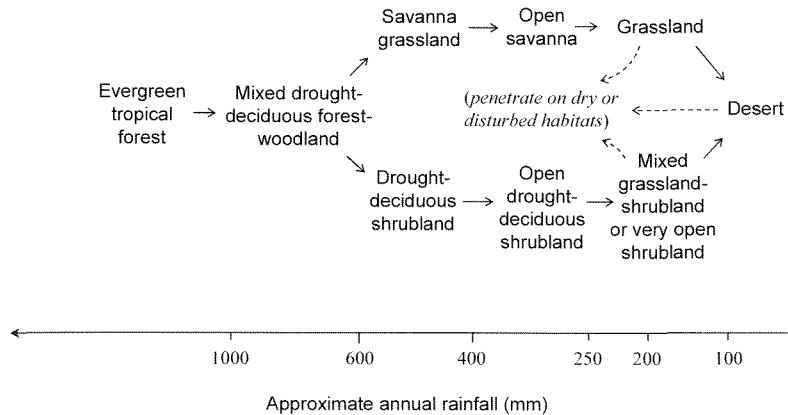 Savanna
grassland
Open
savanna
Grassland
Evergreen
tropical
forest
Mixed drought-
deciduous forest-
woodland
(penetrate on dry or
disturbed habitats)
Desert
Drought-
deciduous
shrubland
Open
drought-
deciduous
shrubland
Mixed
grassland-
shrubland
or very open
shrubland
1000 600 400 250 200 100
Approximate annual rainfall (mm)